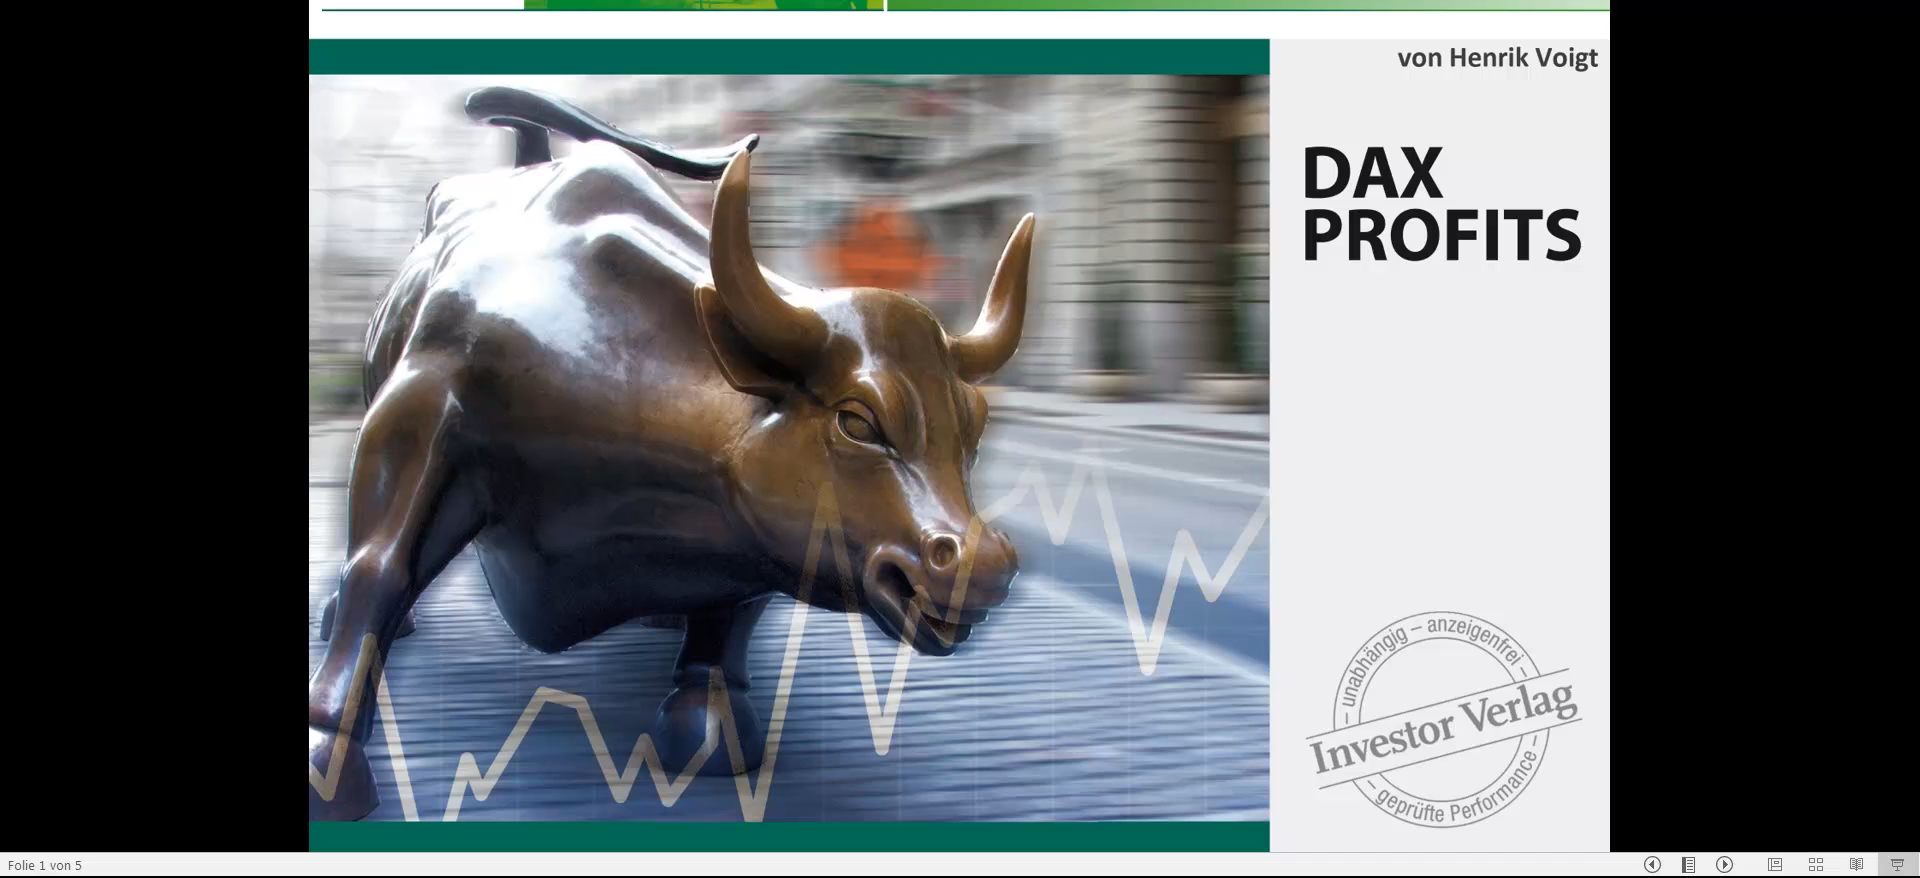 von Henrik Voigt
DAX
PROFITS
– unabhängig – anzeigenfrei –
Investor Verlag
– geprüfte Performance –
Folie 1 von 5